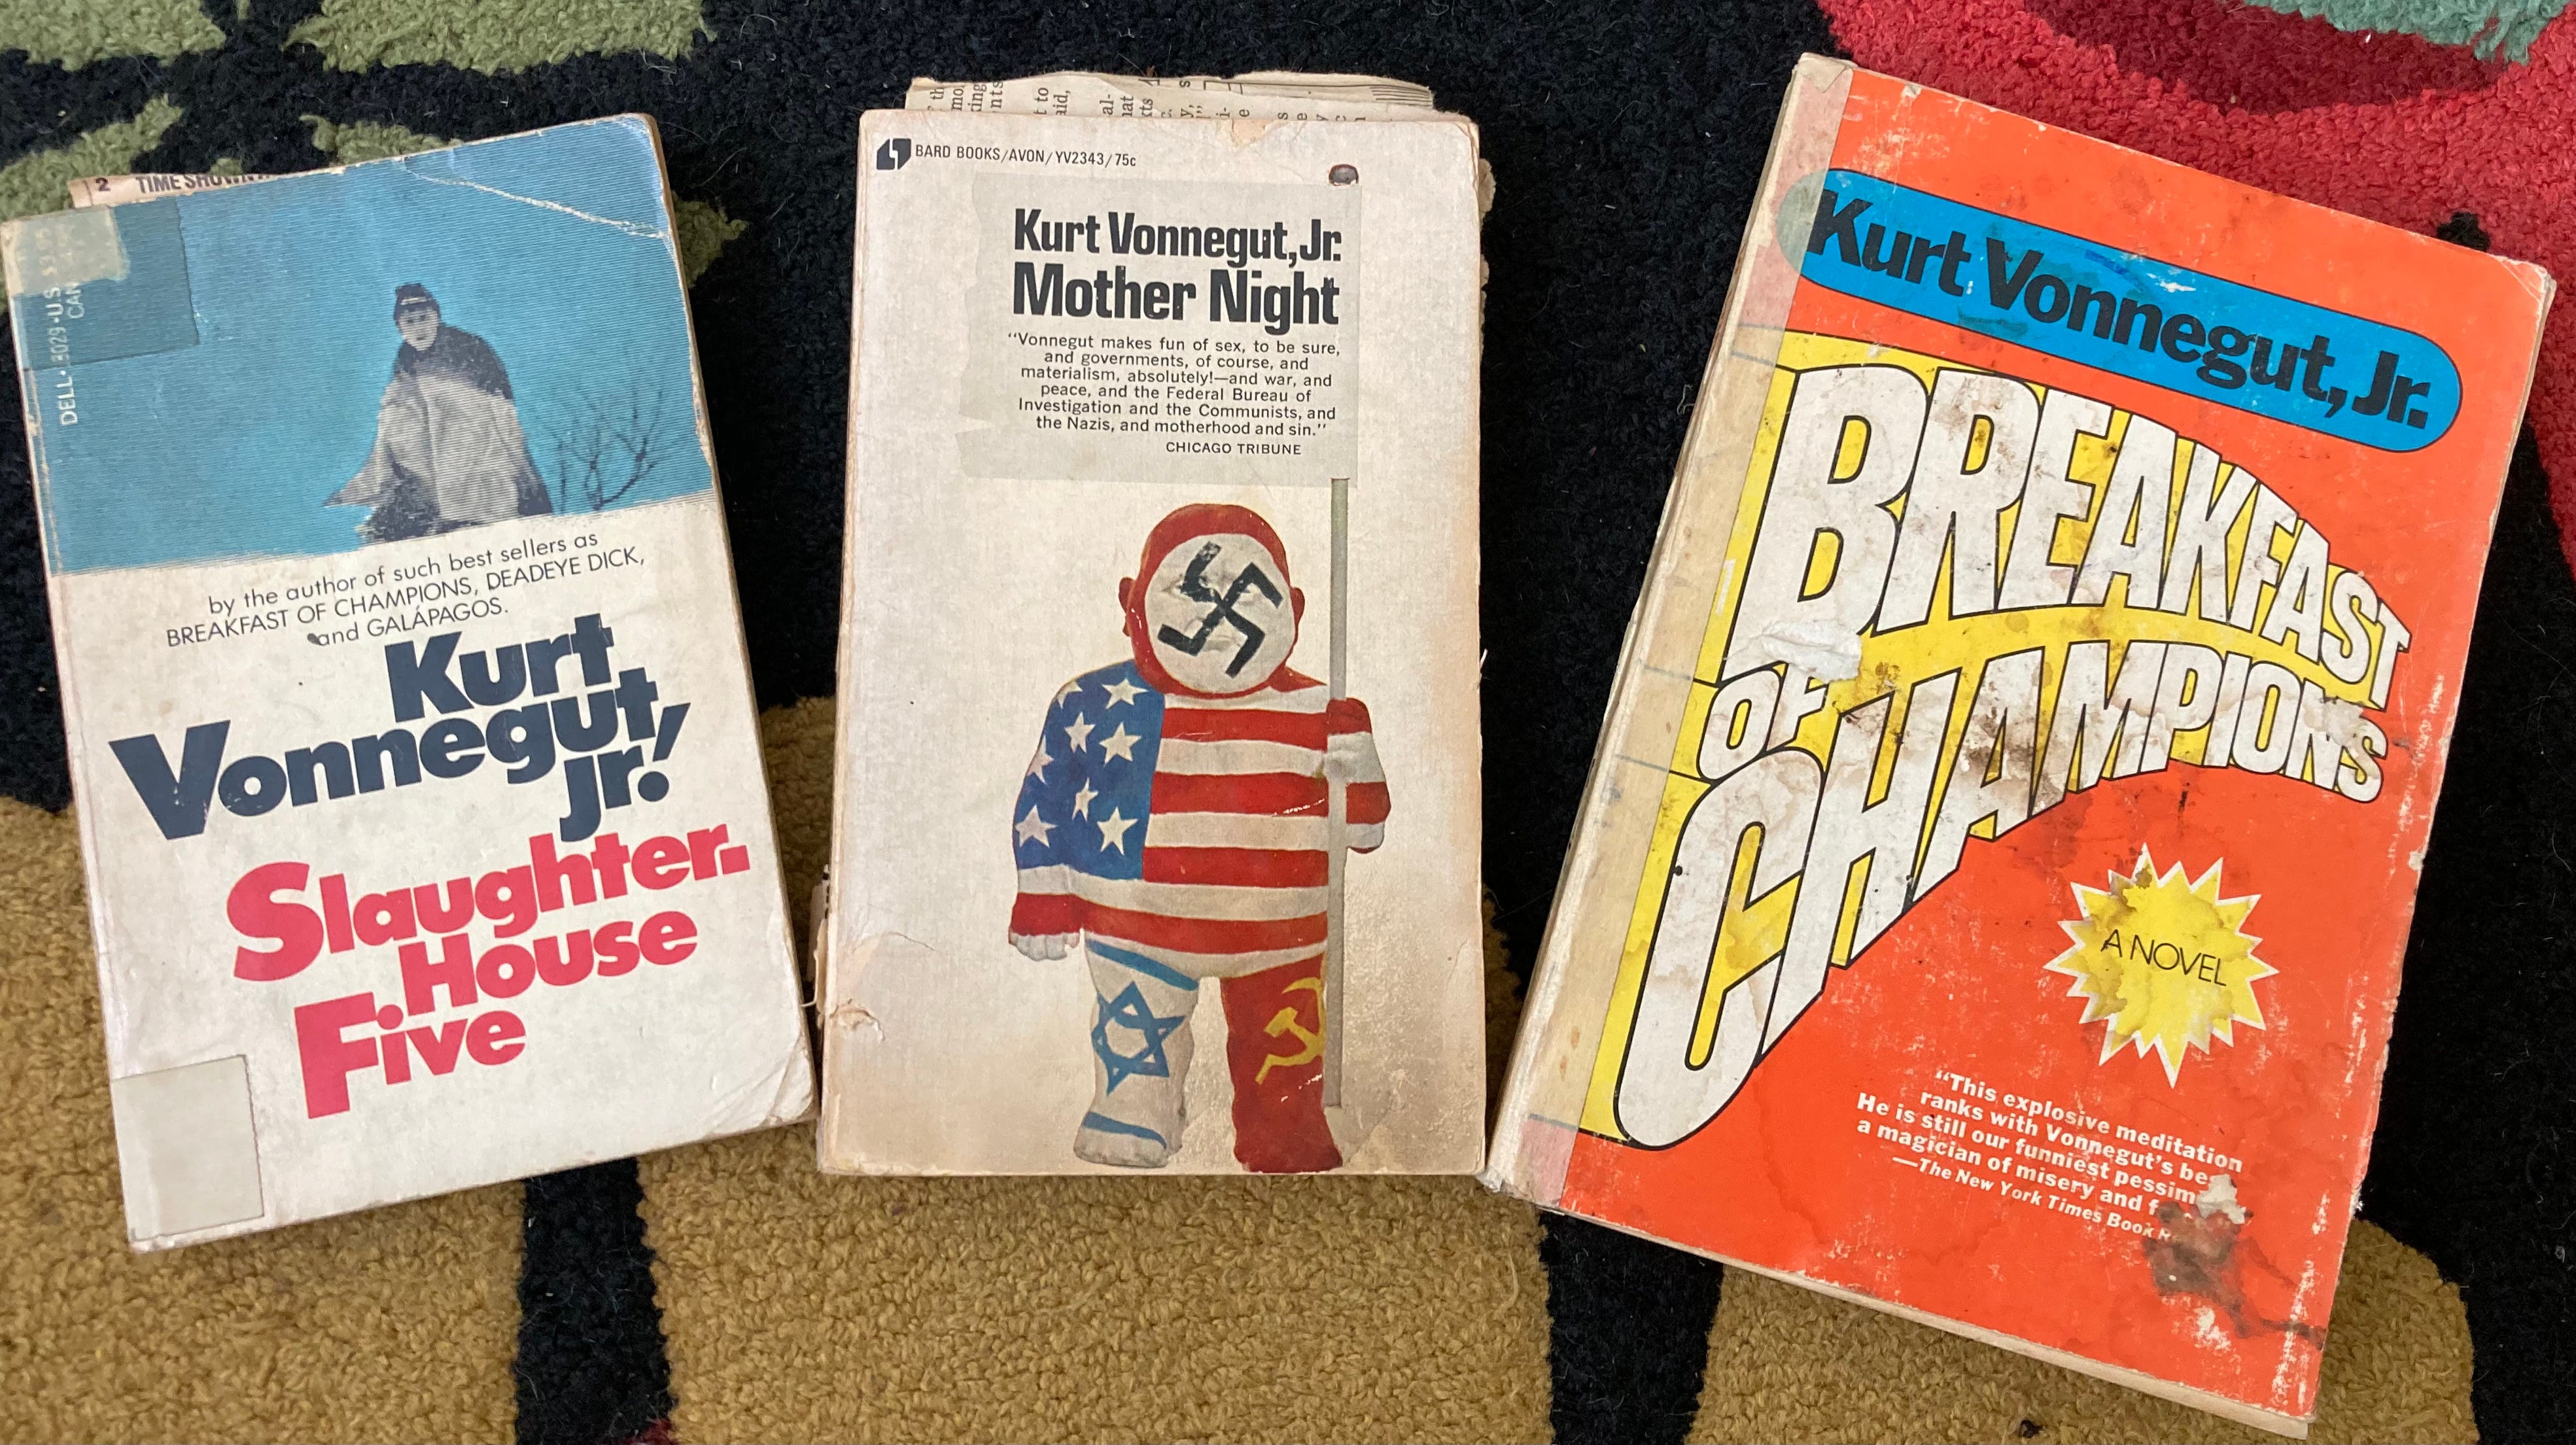 2 TIME SHOWN
DELL • 18029 • U.S. $3.95
CAN
by the author of such best sellers as
BREAKFAST OF CHAMPIONS, DEADEYE DICK,
and GALÁPAGOS.
Kurt
Vonnegut,
jr!
Slaughter-
House
Five
BARD BOOKS/AVON/YV2343/75c
Kurt Vonnegut, Jr.
Mother Night
"Vonnegut makes fun of sex, to be sure,
and governments, of course, and
materialism, absolutely!—and war, and
peace, and the Federal Bureau of
Investigation and the Communists, and
the Nazis, and motherhood and sin."
CHICAGO TRIBUNE
Kurt Vonnegut, Jr.
BREAKFAST
OF
CHAMPIONS
A NOVEL
"This explosive meditation
ranks with Vonnegut's bes
He is still our funniest pessim
a magician of misery and f
—The New York Times Book R